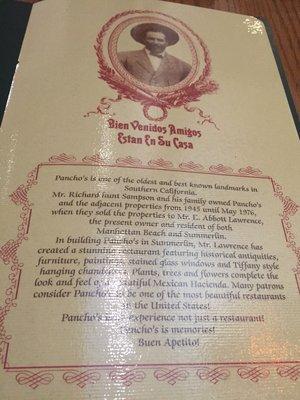 Bien Venidos Amigos
Estan En Su Casa
Pancho's is one of the oldest and best known landmarks in
Southern California.
Mr. Richard Hunt Sampson and his family owned Pancho's
and the adjacent properties from 1945 until May 1976,
when they sold the properties to Mr. E. Abbott Lawrence,
the present owner and resident of both
Manhattan Beach and Summerlin.
In building Pancho's in Summerlin, Mr. Lawrence has
created a stunning restaurant featuring historical antiquities,
furniture, paintings, stained glass windows and Tiffany style
hanging chandeliers. Plants, trees and flowers complete the
look and feel of a beautiful Mexican Hacienda. Many patrons
consider Pancho's to be one of the most beautiful restaurants
in the United States!
Pancho's experience not just a restaurant!
Pancho's is memories!
Buen Apetito!